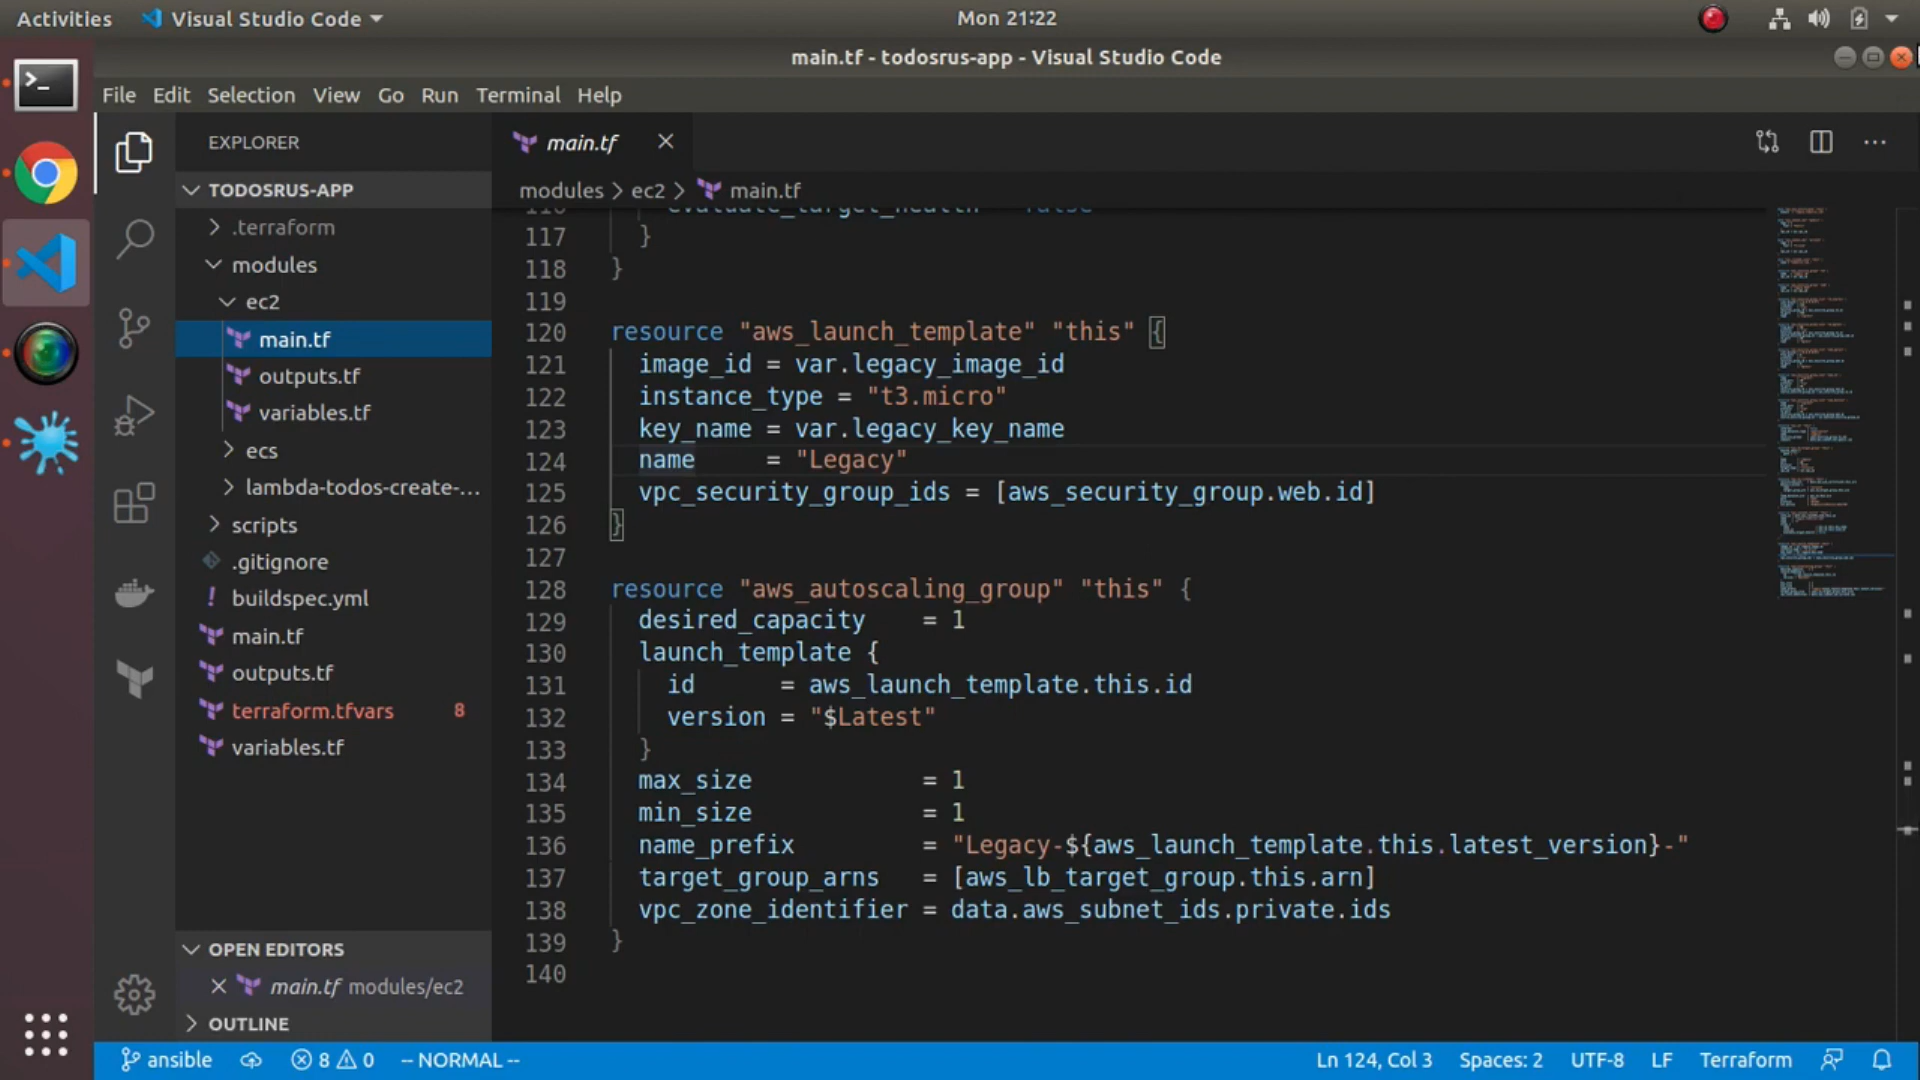 Activities
Visual Studio Code
Mon 21:22
main.tf - todosrus-app - Visual Studio Code
File Edit Selection View Go Run Terminal Help
EXPLORER
TODOSRUS-APP
.terraform
modules
ec2
main.tf
outputs.tf
variables.tf
ecs
lambda-todos-create-...
scripts
.gitignore
! buildspec.yml
main.tf
outputs.tf
terraform.tfvars 8
variables.tf
OPEN EDITORS
main.tf modules/ec2
OUTLINE
main.tf
modules > ec2 > main.tf
116 evaluate_target_health = false
117 }
118 }
119
120 resource "aws_launch_template" "this" {
121 image_id = var.legacy_image_id
122 instance_type = "t3.micro"
123 key_name = var.legacy_key_name
124 name = "Legacy"
125 vpc_security_group_ids = [aws_security_group.web.id]
126 }
127
128 resource "aws_autoscaling_group" "this" {
129 desired_capacity = 1
130 launch_template {
131 id = aws_launch_template.this.id
132 version = "$Latest"
133 }
134 max_size = 1
135 min_size = 1
136 name_prefix = "Legacy-${aws_launch_template.this.latest_version}-"
137 target_group_arns = [aws_lb_target_group.this.arn]
138 vpc_zone_identifier = data.aws_subnet_ids.private.ids
139 }
140
ansible 8 0 -- NORMAL -- Ln 124, Col 3 Spaces: 2 UTF-8 LF Terraform